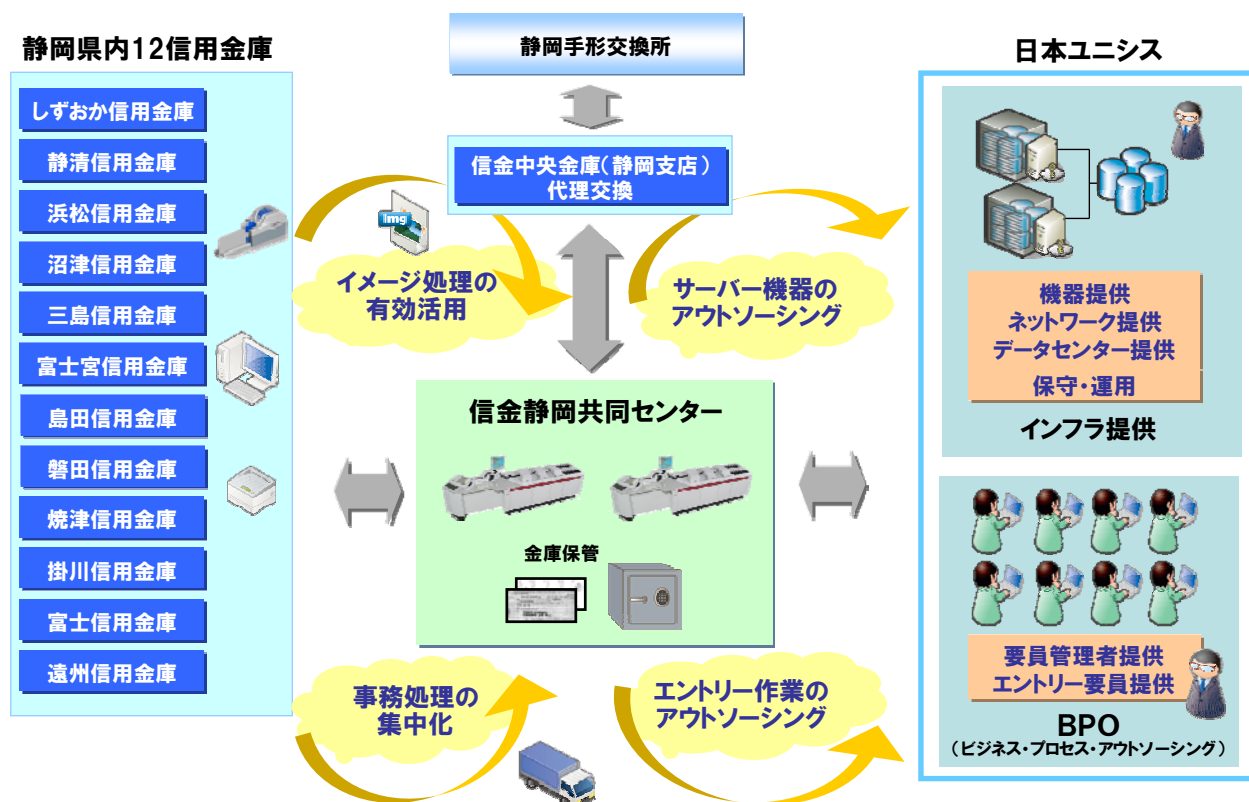 静岡県内12信用金庫
しずおか信用金庫
静清信用金庫
浜松信用金庫
沼津信用金庫
三島信用金庫
富士宮信用金庫
島田信用金庫
磐田信用金庫
焼津信用金庫
掛川信用金庫
富士信用金庫
遠州信用金庫
静岡手形交換所
信金中央金庫(静岡支店)
代理交換
Img
イメージ処理の
有効活用
サーバー機器の
アウトソーシング
信金静岡共同センター
金庫保管
事務処理の
集中化
エントリー作業の
アウトソーシング
日本ユニシス
機器提供
ネットワーク提供
データセンター提供
保守・運用
インフラ提供
要員管理者提供
エントリー要員提供
BPO
(ビジネス・プロセス・アウトソーシング)